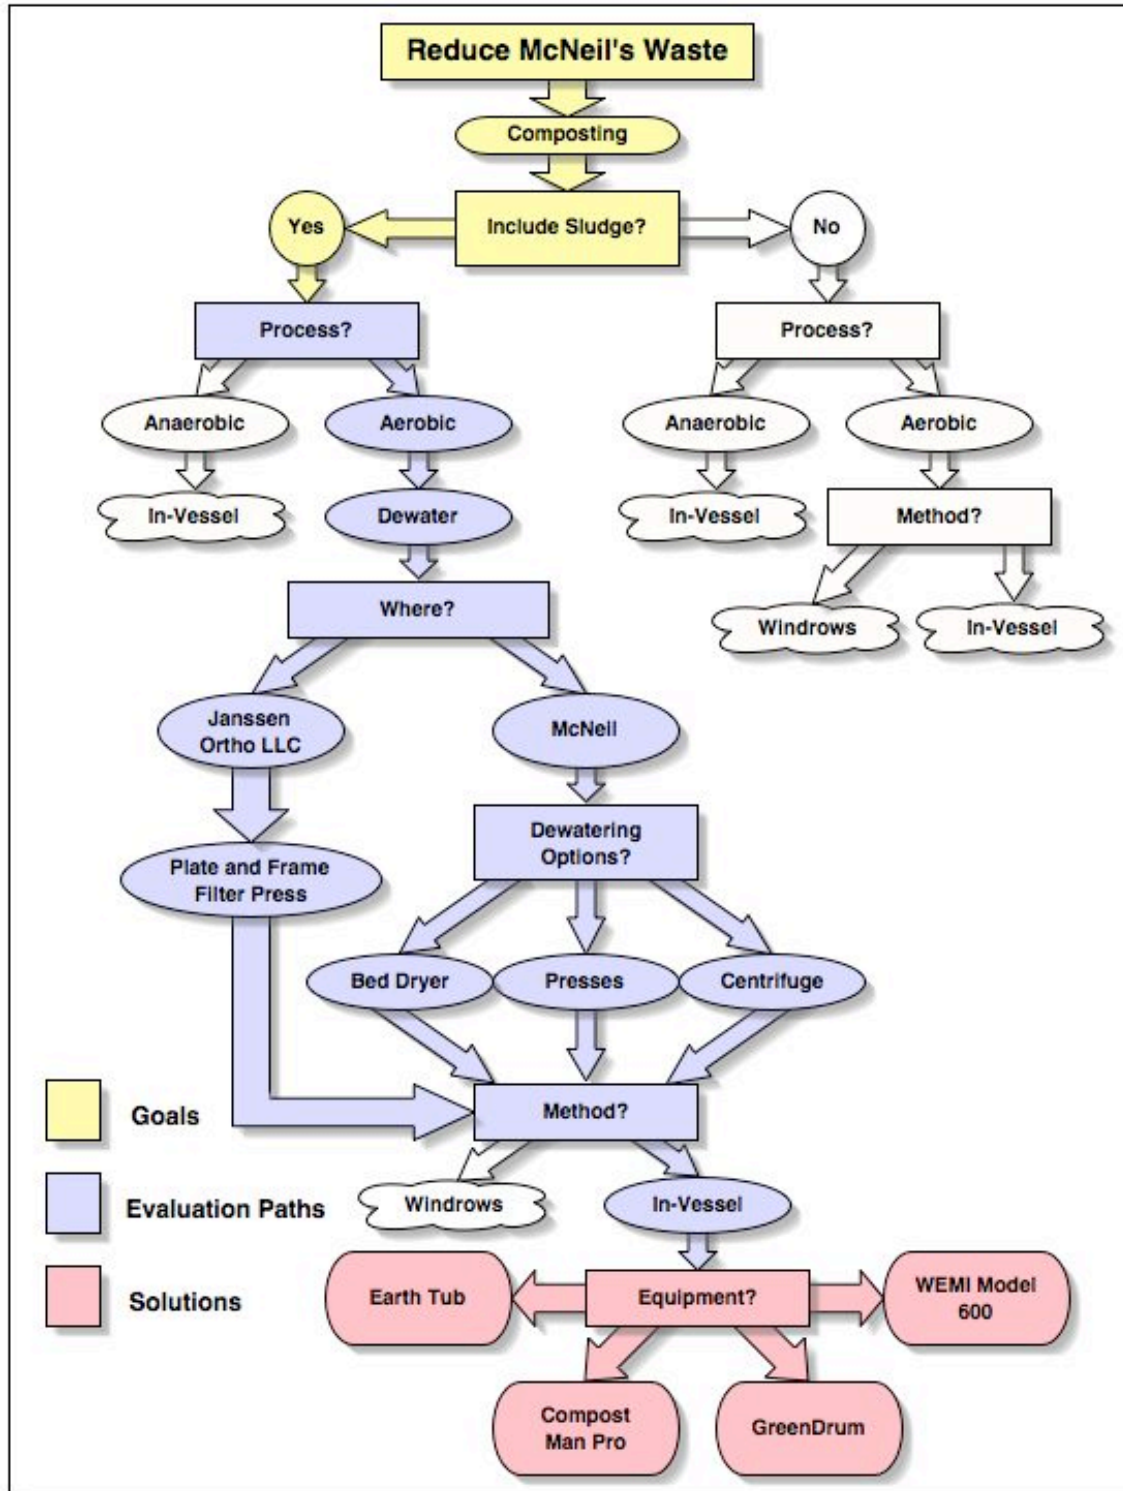 Reduce McNeil's Waste
Composting
Yes
Include Sludge?
No
Process?
Process?
Anaerobic
Aerobic
Anaerobic
Aerobic
In-Vessel
Dewater
In-Vessel
Method?
Where?
Windrows
In-Vessel
Janssen
Ortho LLC
McNeil
Dewatering
Options?
Plate and Frame
Filter Press
Bed Dryer
Presses
Centrifuge
Goals
Method?
Evaluation Paths
Windrows
In-Vessel
Solutions
Earth Tub
Equipment?
WEMI Model
600
Compost
Man Pro
GreenDrum